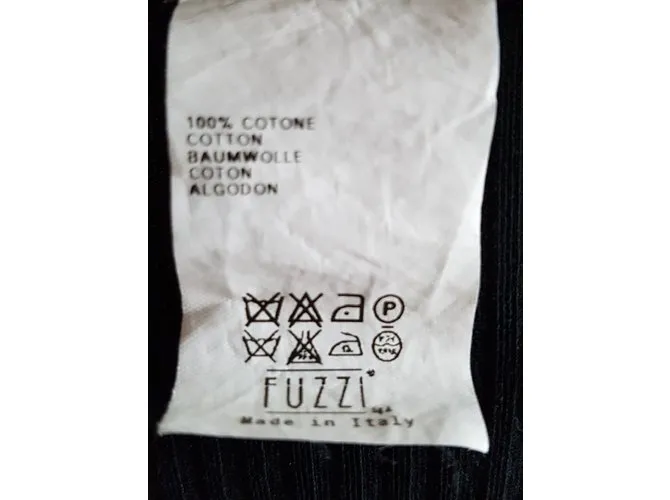 100% COTONE
COTTON
BAUMWOLLE
COTON
ALGODON
P
FUZZI
Made in Italy